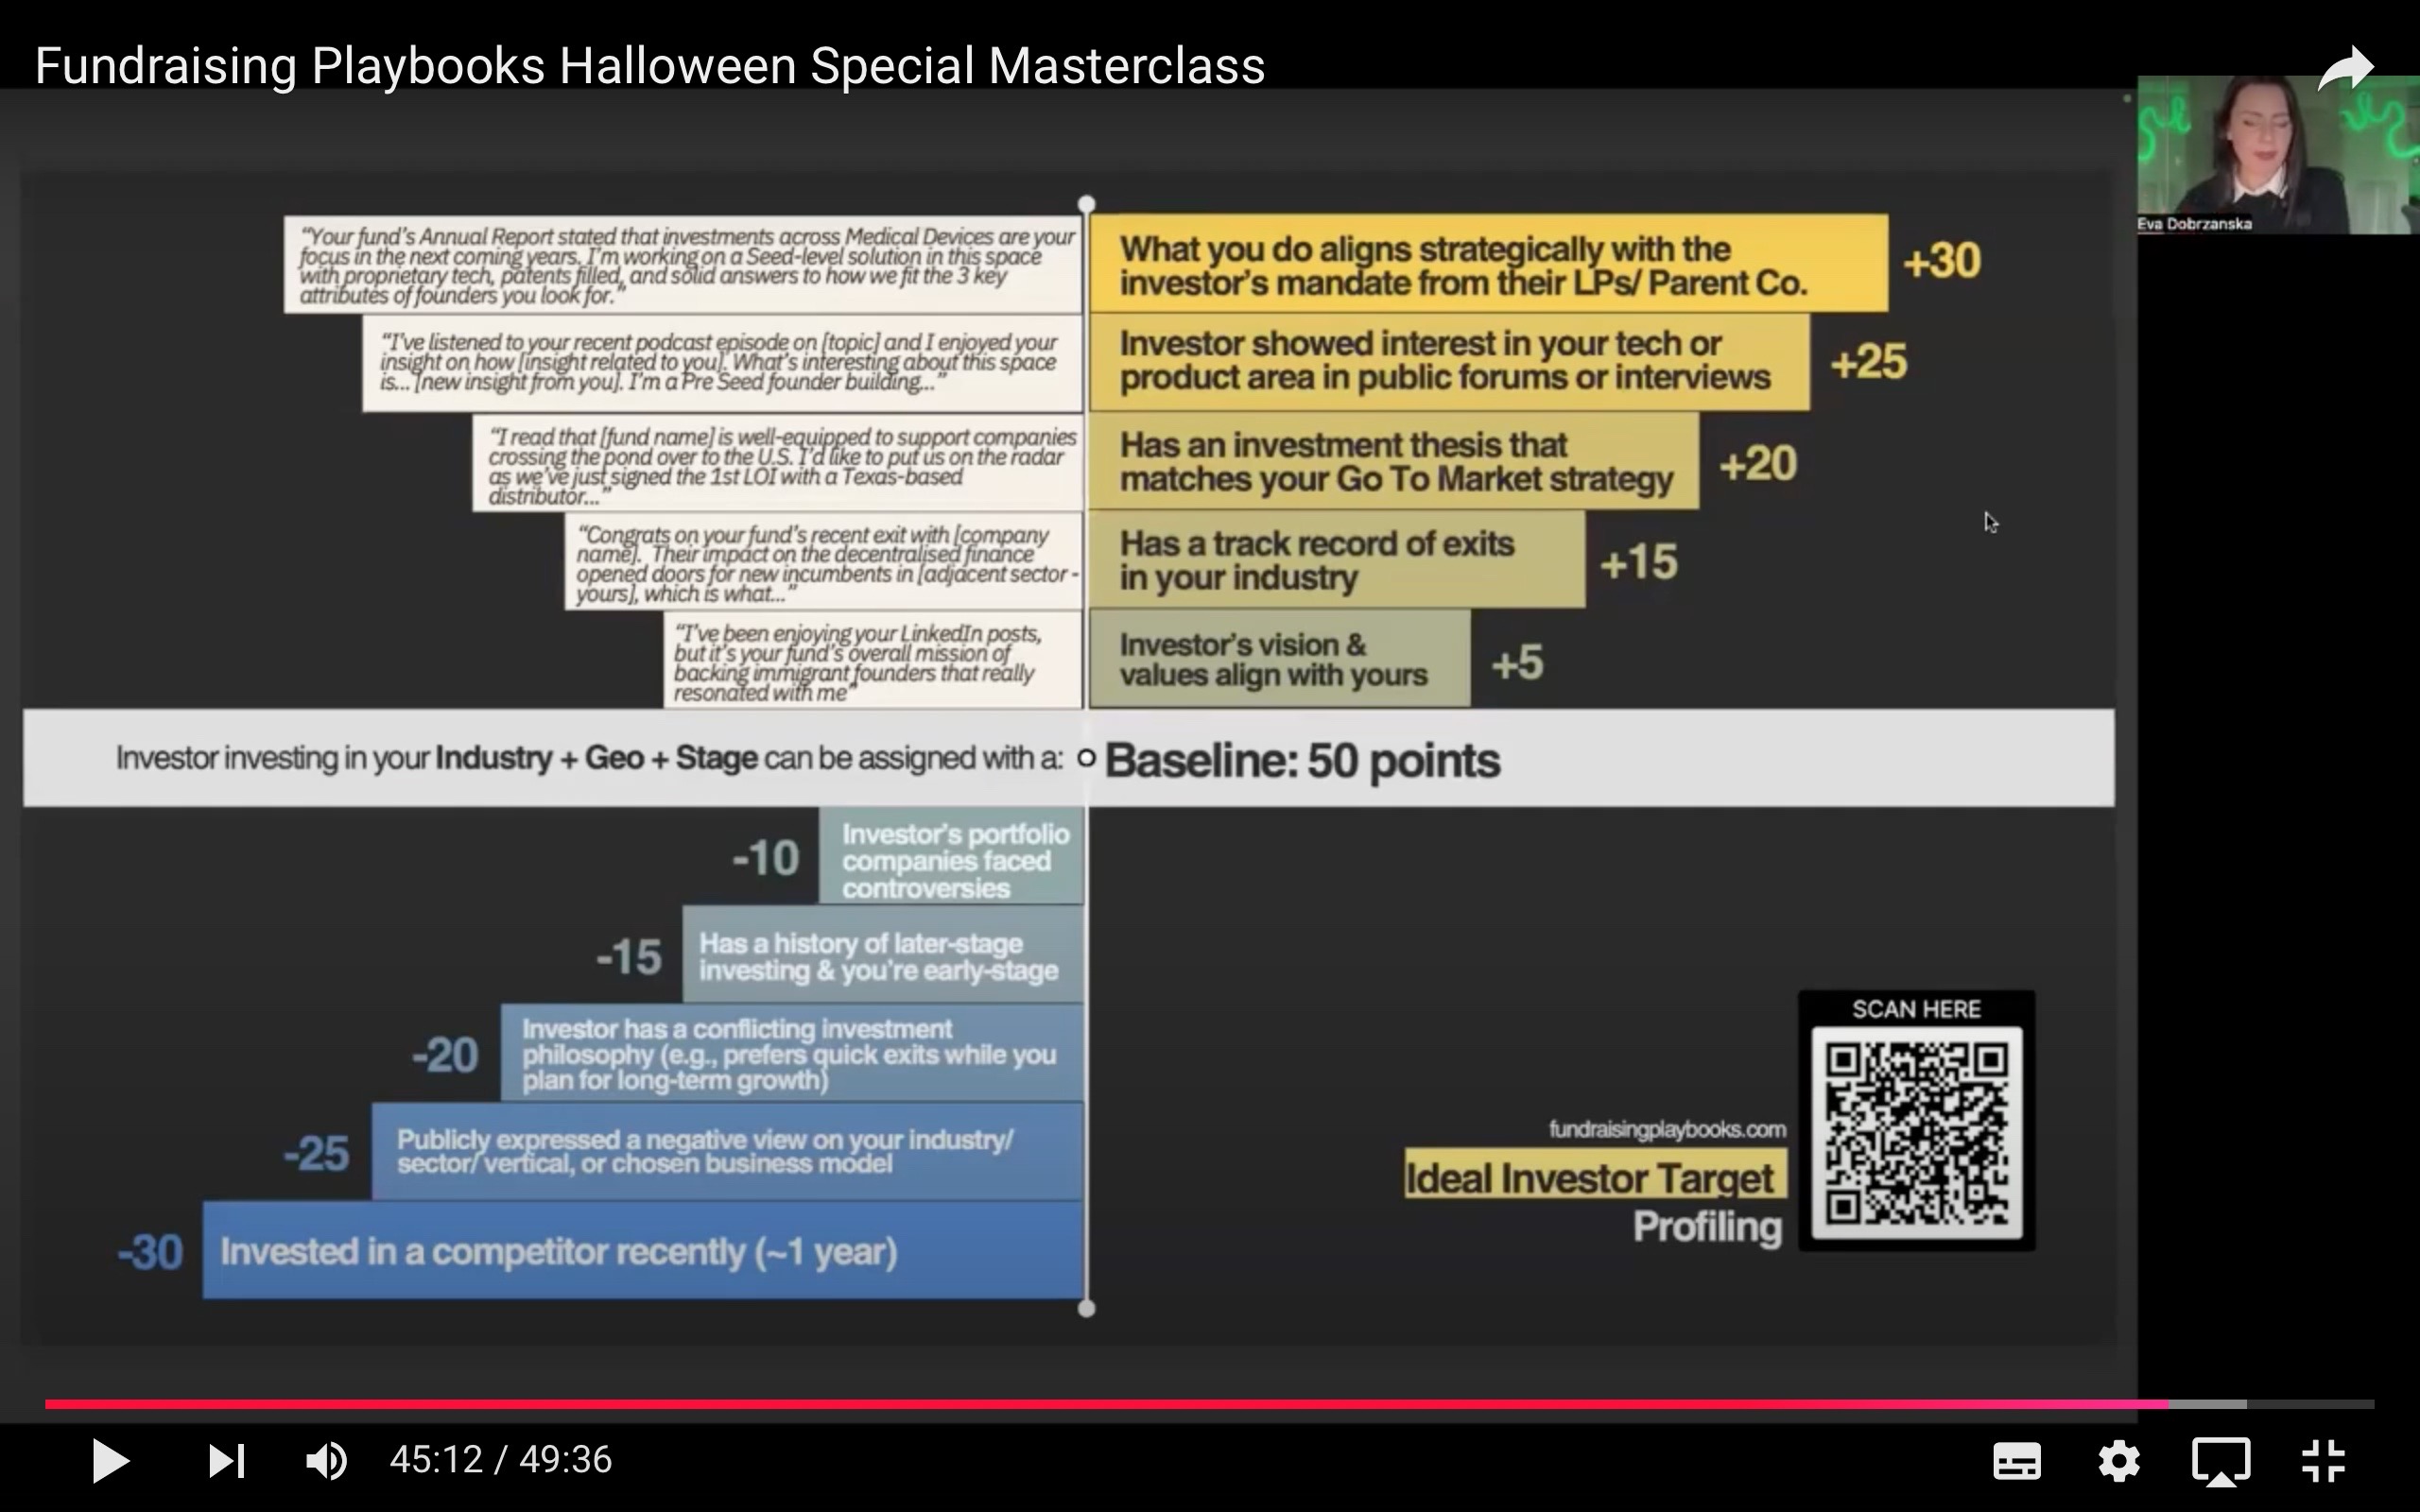 Fundraising Playbooks Halloween Special Masterclass
Eva Dobrzanska
“Your fund’s Annual Report stated that investments across Medical Devices are your
focus in the next coming years. I’m working on a Seed-level solution in this space
with proprietary tech, patents filled, and solid answers to how we fit the 3 key
attributes of founders you look for.”
What you do aligns strategically with the
investor’s mandate from their LPs/ Parent Co.
+30
“I’ve listened to your recent podcast episode on [topic] and I enjoyed your
insight on how [insight related to you]. What’s interesting about this space
is... [new insight from you]. I’m a Pre Seed founder building...”
Investor showed interest in your tech or
product area in public forums or interviews
+25
“I read that [fund name] is well-equipped to support companies
crossing the pond over to the U.S. I’d like to put us on the radar
as we’ve just signed the 1st LOI with a Texas-based
distributor...”
Has an investment thesis that
matches your Go To Market strategy
+20
“Congrats on your fund’s recent exit with [company
name].  Their impact on the decentralised finance
opened doors for new incumbents in [adjacent sector -
yours], which is what...”
Has a track record of exits
in your industry
+15
“I’ve been enjoying your LinkedIn posts,
but it’s your fund’s overall mission of
backing immigrant founders that really
resonated with me”
Investor’s vision &
values align with yours
+5
Investor investing in your Industry + Geo + Stage can be assigned with a:
Baseline: 50 points
-10
Investor’s portfolio
companies faced
controversies
-15
Has a history of later-stage
investing & you’re early-stage
-20
Investor has a conflicting investment
philosophy (e.g., prefers quick exits while you
plan for long-term growth)
-25
Publicly expressed a negative view on your industry/
sector/ vertical, or chosen business model
-30
Invested in a competitor recently (~1 year)
SCAN HERE
fundraisingplaybooks.com
Ideal Investor Target
Profiling
45:12 / 49:36